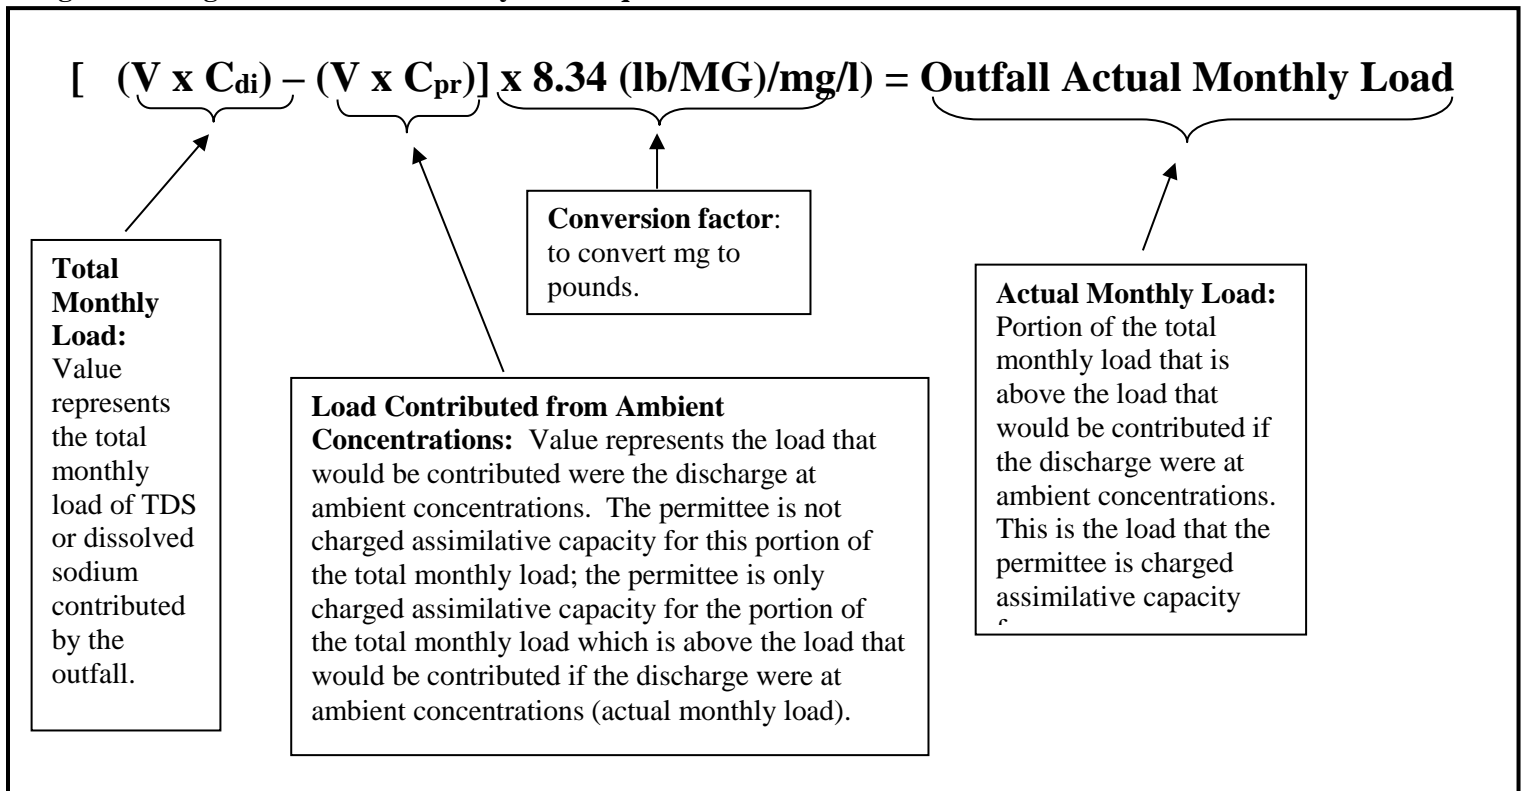 [ (V x Cdi) – (V x Cpr)] x 8.34 (lb/MG)/mg/l) = Outfall Actual Monthly Load
Conversion factor:
to convert mg to
pounds.
Total
Monthly
Load:
Value
represents
the total
monthly
load of TDS
or dissolved
sodium
contributed
by the
outfall.
Load Contributed from Ambient
Concentrations: Value represents the load that
would be contributed were the discharge at
ambient concentrations. The permittee is not
charged assimilative capacity for this portion of
the total monthly load; the permittee is only
charged assimilative capacity for the portion of
the total monthly load which is above the load that
would be contributed if the discharge were at
ambient concentrations (actual monthly load).
Actual Monthly Load:
Portion of the total
monthly load that is
above the load that
would be contributed if
the discharge were at
ambient concentrations.
This is the load that the
permittee is charged
assimilative capacity